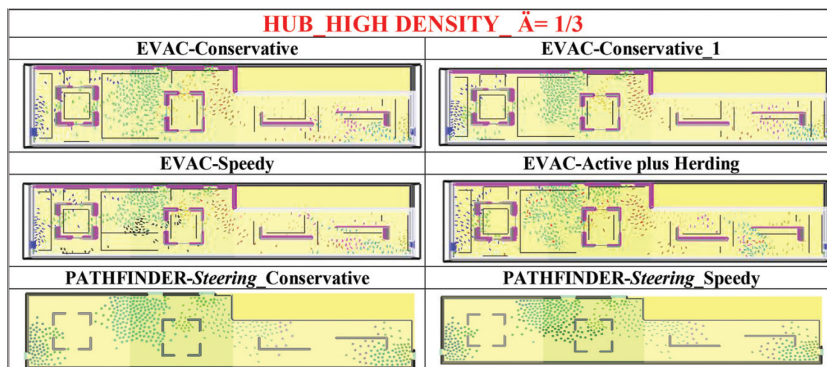 HUB_HIGH DENSITY_ Ä= 1/3
EVAC-Conservative
EVAC-Conservative_1
EVAC-Speedy
EVAC-Active plus Herding
PATHFINDER-Steering_Conservative
PATHFINDER-Steering_Speedy